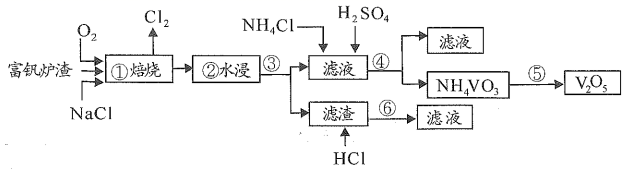 Cl₂
O₂
富钒炉渣
NaCl
①焙烧
②水浸
③
NH₄Cl
H₂SO₄
滤液
④
滤液
NH₄VO₃
⑤
V₂O₅
滤渣
⑥
滤液
HCl